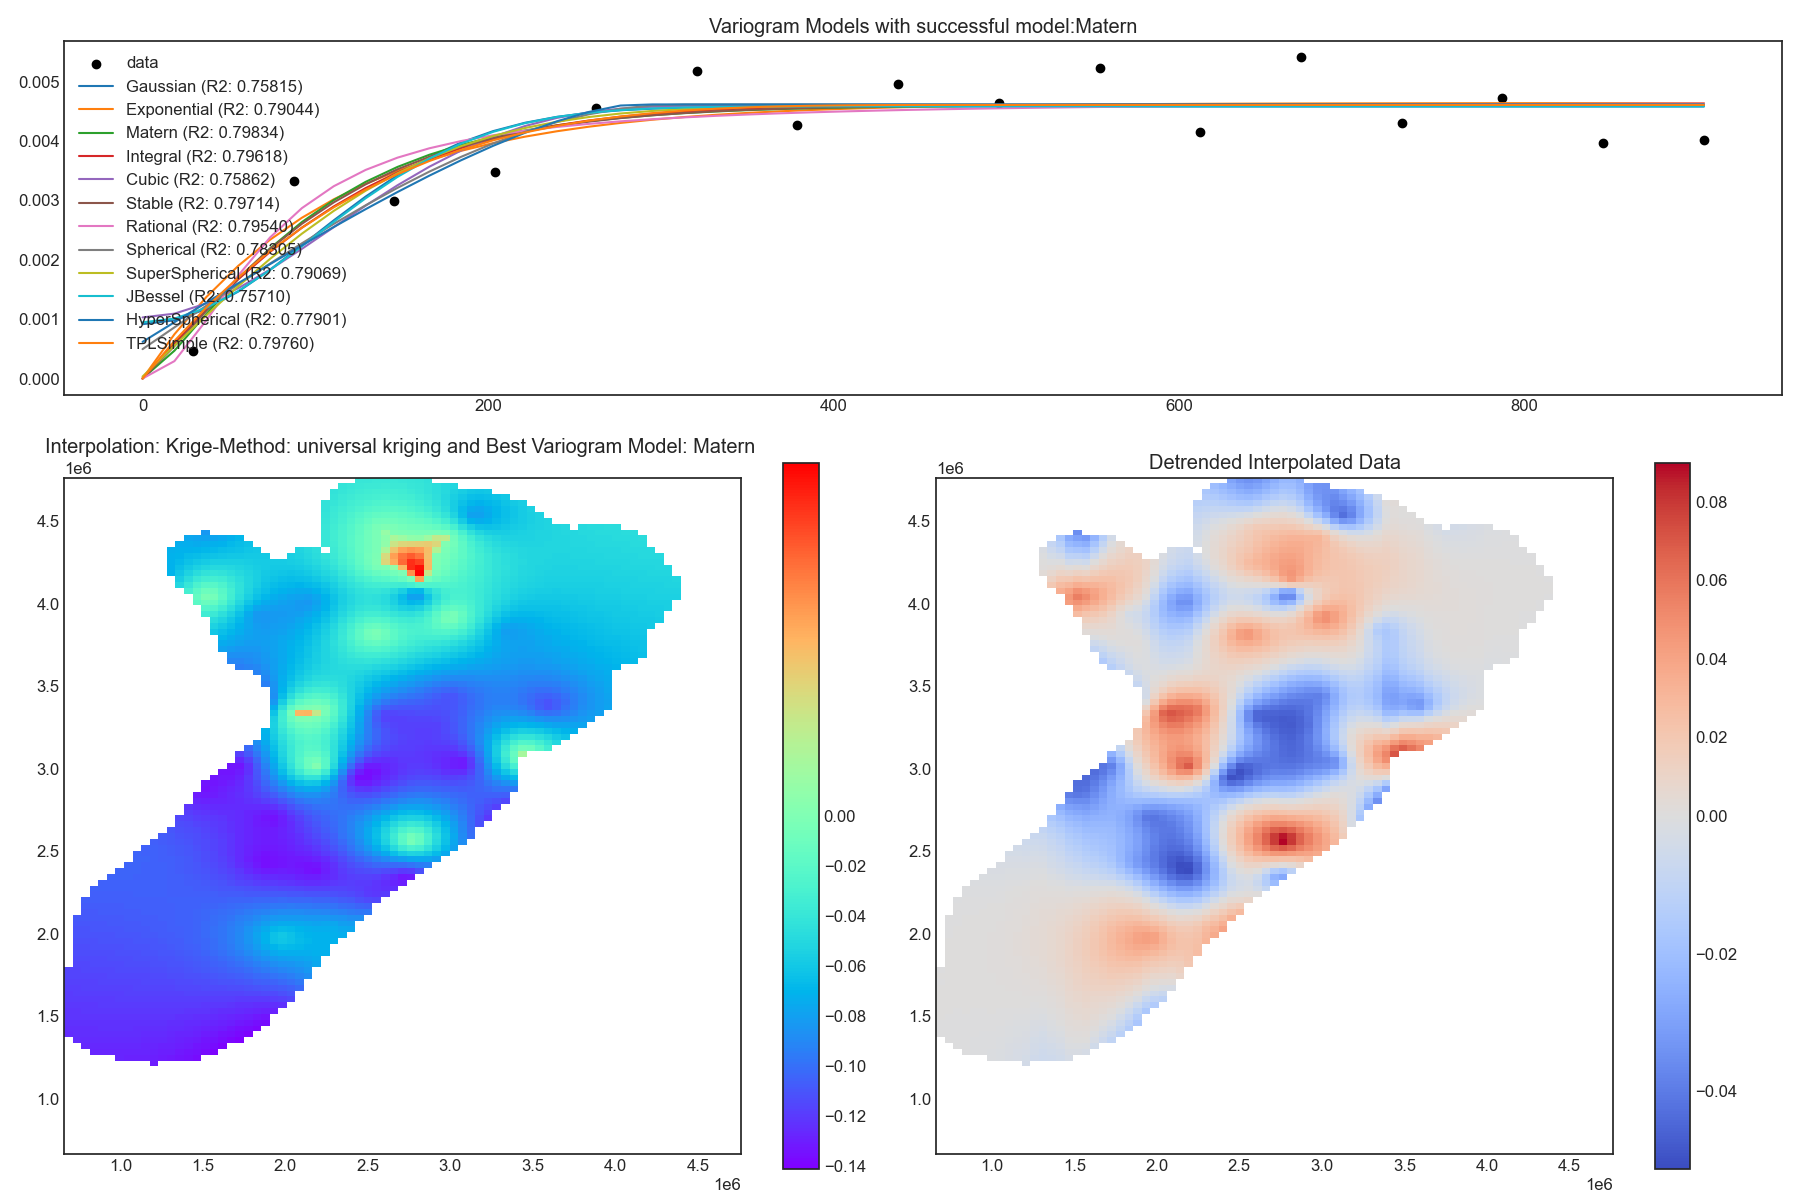 Variogram Models with successful model:Matern
0.005
0.004
0.003
0.002
0.001
0.000
data
Gaussian (R2: 0.75815)
Exponential (R2: 0.79044)
Matern (R2: 0.79834)
Integral (R2: 0.79618)
Cubic (R2: 0.75862)
Stable (R2: 0.79714)
Rational (R2: 0.79540)
Spherical (R2: 0.78305)
SuperSpherical (R2: 0.79069)
JBessel (R2: 0.75710)
HyperSpherical (R2: 0.77901)
TPLSimple (R2: 0.79760)
0 200 400 600 800
Interpolation: Krige-Method: universal kriging and Best Variogram Model: Matern
1e6
4.5
4.0
3.5
3.0
2.5
2.0
1.5
1.0
1.0 1.5 2.0 2.5 3.0 3.5 4.0 4.5
1e6
0.00
−0.02
−0.04
−0.06
−0.08
−0.10
−0.12
−0.14
Detrended Interpolated Data
1e6
4.5
4.0
3.5
3.0
2.5
2.0
1.5
1.0
1.0 1.5 2.0 2.5 3.0 3.5 4.0 4.5
1e6
0.08
0.06
0.04
0.02
0.00
−0.02
−0.04